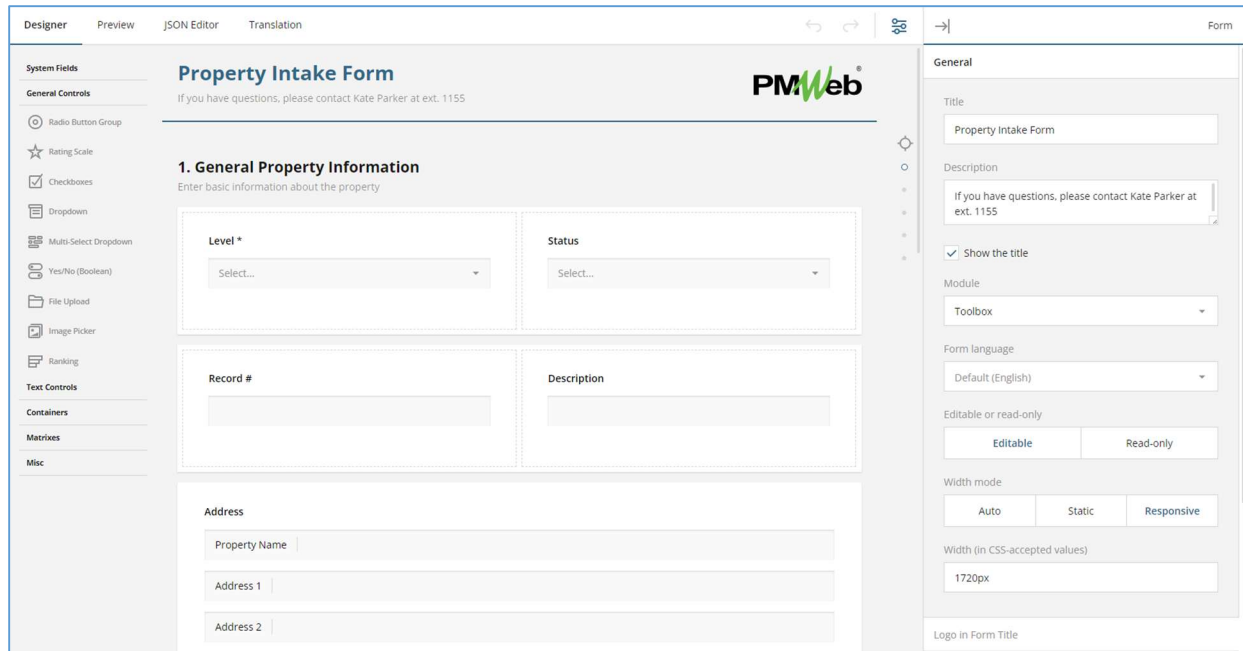 Designer Preview JSON Editor Translation
Form
System Fields
General Controls
Radio Button Group
Rating Scale
Checkboxes
Dropdown
Multi-Select Dropdown
Yes/No (Boolean)
File Upload
Image Picker
Ranking
Text Controls
Containers
Matrixes
Misc
Property Intake Form
If you have questions, please contact Kate Parker at ext. 1155
PMWeb®
1. General Property Information
Enter basic information about the property
Level * Status
Select... Select...
Record # Description
Address
Property Name
Address 1
Address 2
General
Title
Property Intake Form
Description
If you have questions, please contact Kate Parker at
ext. 1155
Show the title
Module
Toolbox
Form language
Default (English)
Editable or read-only
Editable Read-only
Width mode
Auto Static Responsive
Width (in CSS-accepted values)
1720px
Logo in Form Title